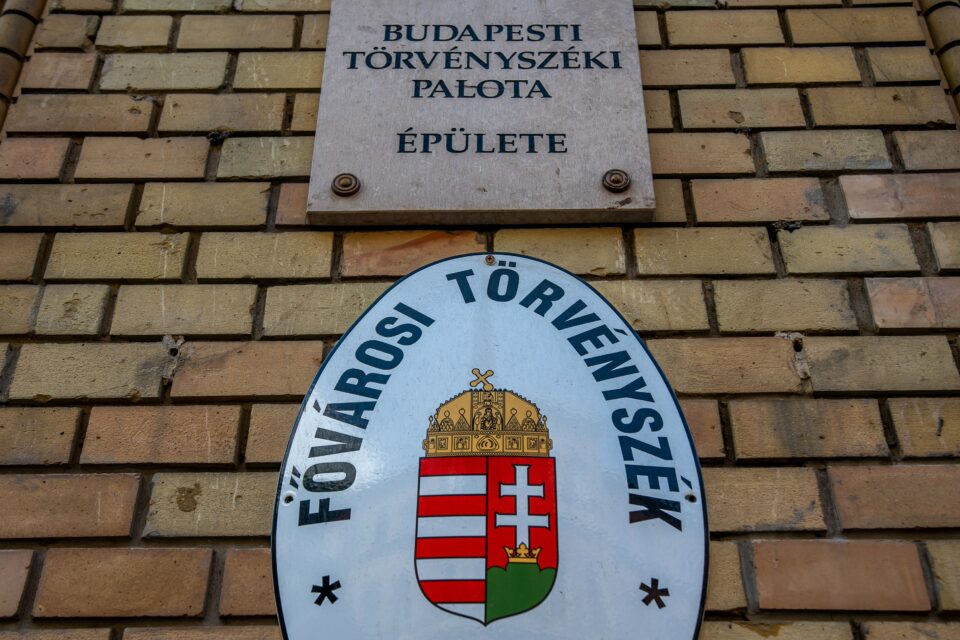 BUDAPESTI
TÖRVÉNYSZÉKI
PALOTA
ÉPÜLETE
FŐVÁROSI TÖRVÉNYSZÉK
* *